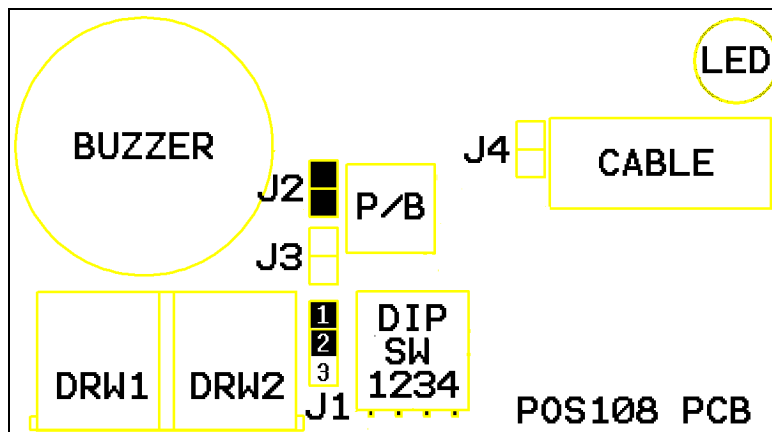 LED
BUZZER
J4
CABLE
J2
P/B
J3
1
2
3
DIP
SW
1234
DRW1
DRW2
J1
POS108 PCB